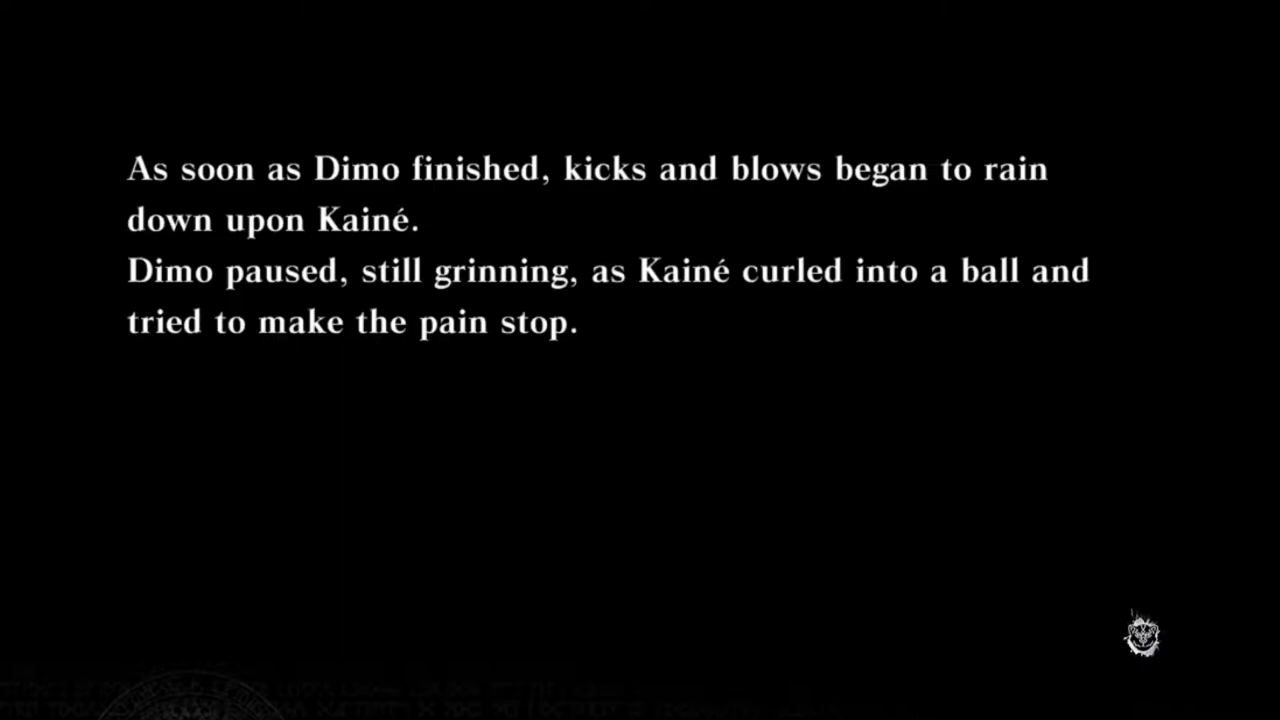 As soon as Dimo finished, kicks and blows began to rain
down upon Kainé.
Dimo paused, still grinning, as Kainé curled into a ball and
tried to make the pain stop.